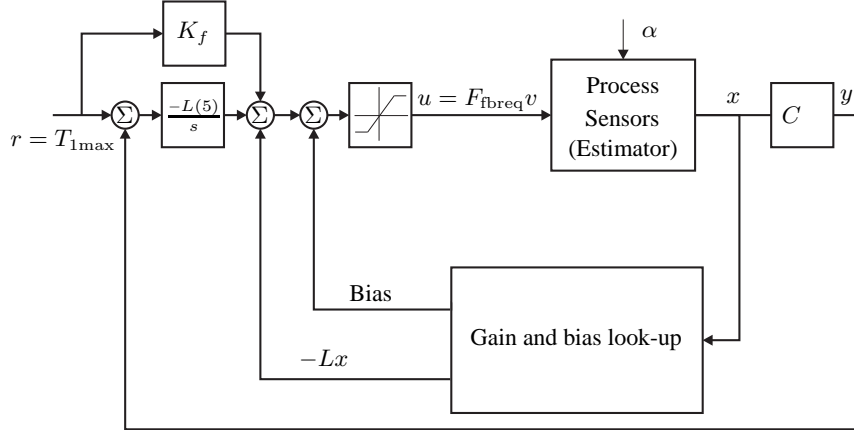 K_f
α
Σ
-L(5)/s
Σ
Σ
u = F_fbreq v
Process
Sensors
(Estimator)
x
C
y
r = T_1max
Bias
Gain and bias look-up
-Lx